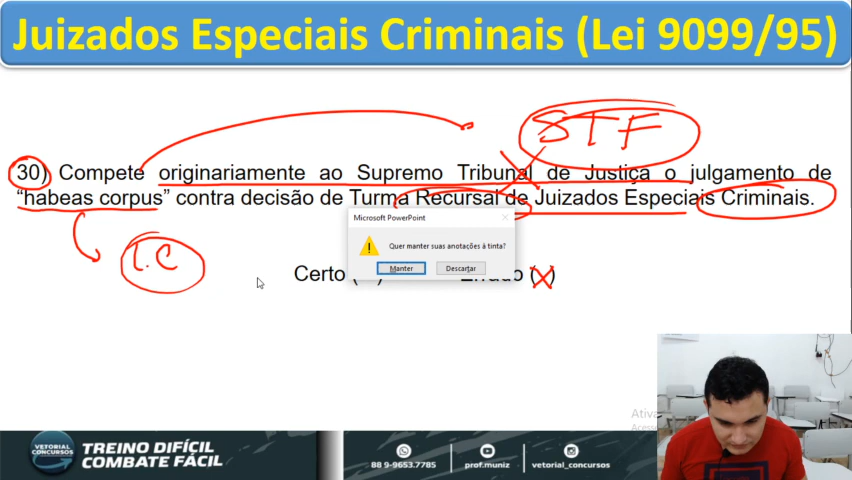 Juizados Especiais Criminais (Lei 9099/95)
STF
30) Compete originariamente ao Supremo Tribunal de Justiça o julgamento de
“habeas corpus” contra decisão de Turma Recursal de Juizados Especiais Criminais.
Microsoft PowerPoint
Quer manter suas anotações à tinta?
Manter
Descartar
Certo (
Errado (X)
Ativa
VETORIAL
CONCURSOS
TREINO DIFÍCIL
COMBATE FÁCIL
88 9-9653.7785
prof.muniz
vetorial_concursos